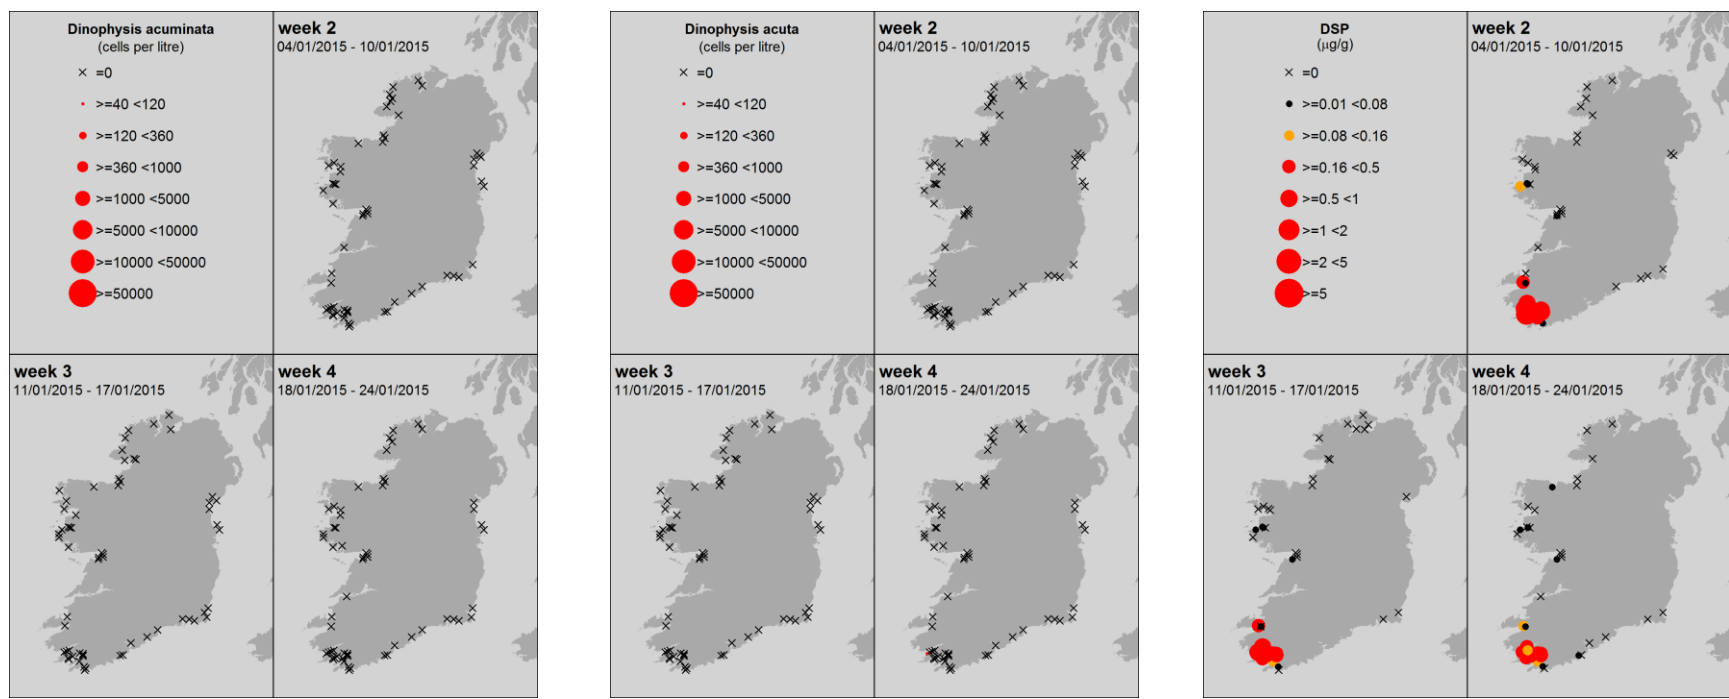 Dinophysis acuminata
(cells per litre)
=0
>=40 <120
>=120 <360
>=360 <1000
>=1000 <5000
>=5000 <10000
>=10000 <50000
>=50000
week 2
04/01/2015 - 10/01/2015
week 3
11/01/2015 - 17/01/2015
week 4
18/01/2015 - 24/01/2015
Dinophysis acuta
(cells per litre)
=0
>=40 <120
>=120 <360
>=360 <1000
>=1000 <5000
>=5000 <10000
>=10000 <50000
>=50000
week 2
04/01/2015 - 10/01/2015
week 3
11/01/2015 - 17/01/2015
week 4
18/01/2015 - 24/01/2015
DSP
(µg/g)
=0
>=0.01 <0.08
>=0.08 <0.16
>=0.16 <0.5
>=0.5 <1
>=1 <2
>=2 <5
>=5
week 2
04/01/2015 - 10/01/2015
week 3
11/01/2015 - 17/01/2015
week 4
18/01/2015 - 24/01/2015